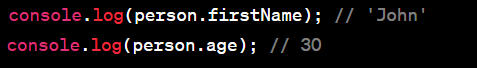 console.log(person.firstName); // 'John'
console.log(person.age); // 30